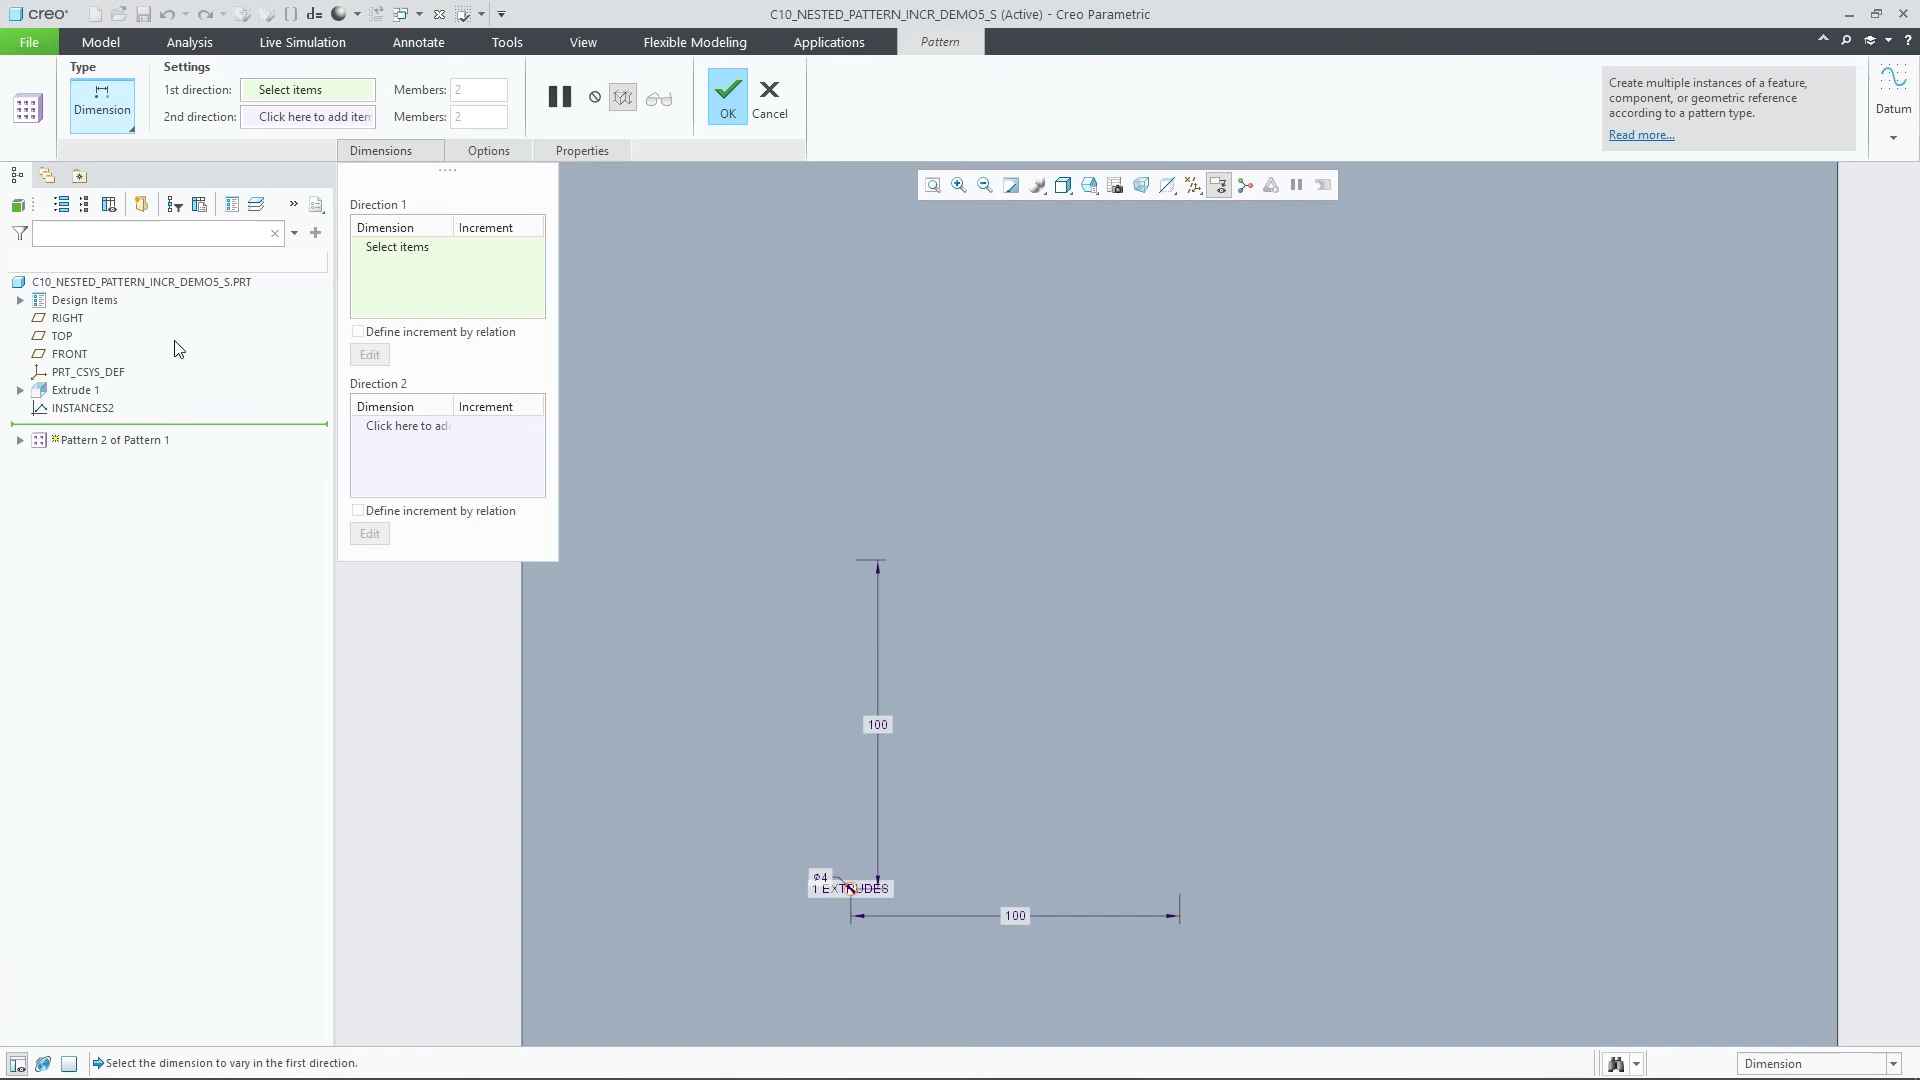 creo
d=
C10_NESTED_PATTERN_INCR_DEMO5_S (Active) - Creo Parametric
File
Model
Analysis
Live Simulation
Annotate
Tools
View
Flexible Modeling
Applications
Pattern
?
Type
Dimension
Settings
1st direction:
Select items
Members:
2
2nd direction:
Click here to add item
Members:
2
OK
Cancel
Create multiple instances of a feature,
component, or geometric reference
according to a pattern type.
Read more...
Datum
Dimensions
Options
Properties
C10_NESTED_PATTERN_INCR_DEMO5_S.PRT
Design Items
RIGHT
TOP
FRONT
PRT_CSYS_DEF
Extrude 1
INSTANCES2
Pattern 2 of Pattern 1
Direction 1
Dimension
Increment
Select items
Define increment by relation
Edit
Direction 2
Dimension
Increment
Click here to add
Define increment by relation
Edit
100
⌀4
1 EXTRUDES
100
Select the dimension to vary in the first direction.
Dimension